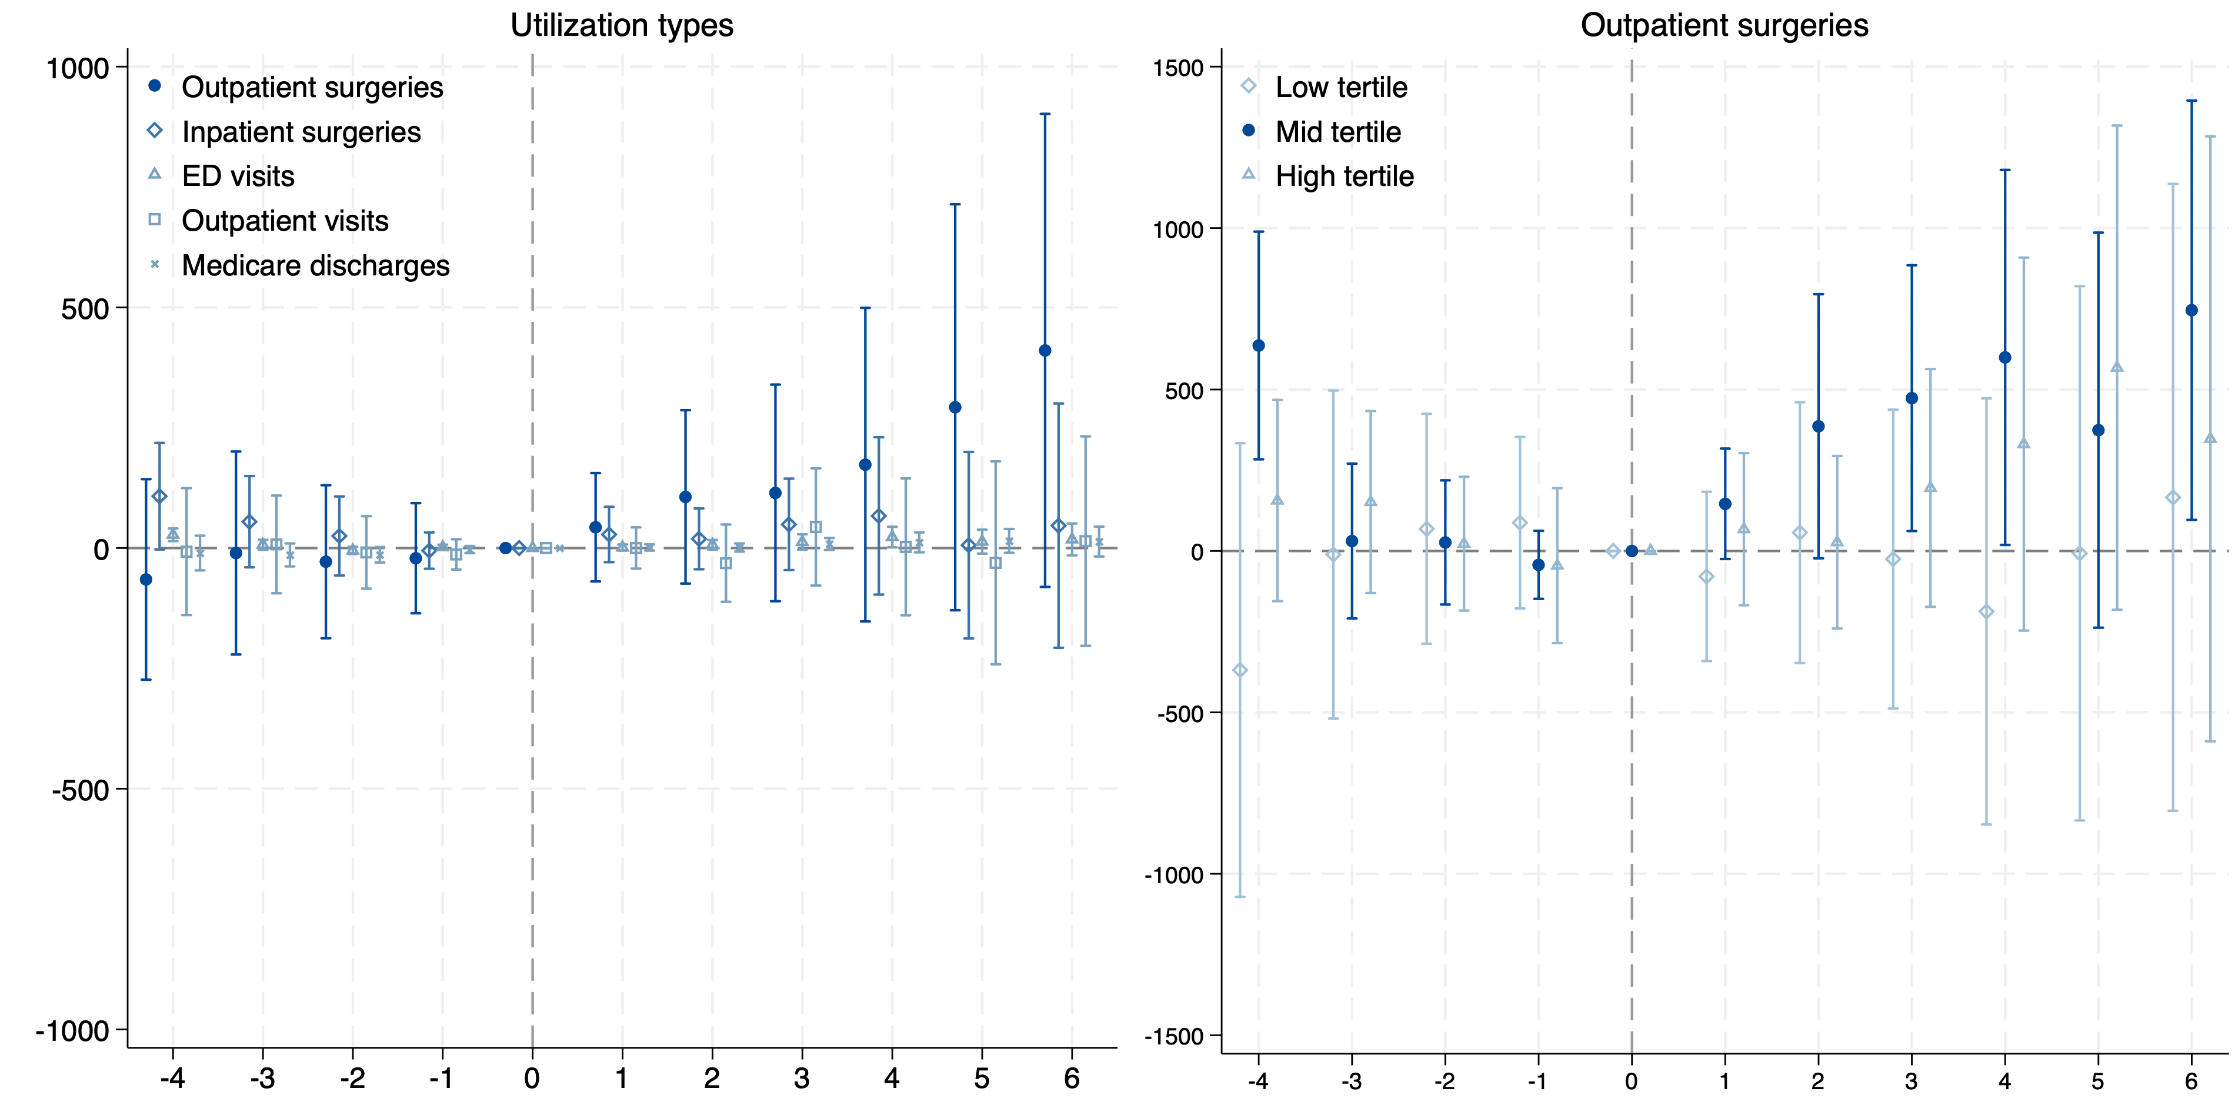 Utilization types
1000
500
0
-500
-1000
Outpatient surgeries
Inpatient surgeries
ED visits
Outpatient visits
Medicare discharges
-4 -3 -2 -1 0 1 2 3 4 5 6
Outpatient surgeries
1500
1000
500
0
-500
-1000
-1500
Low tertile
Mid tertile
High tertile
-4 -3 -2 -1 0 1 2 3 4 5 6